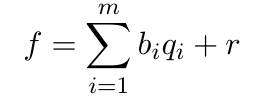 f = \sum_{i=1}^{m} b_i q_i + r